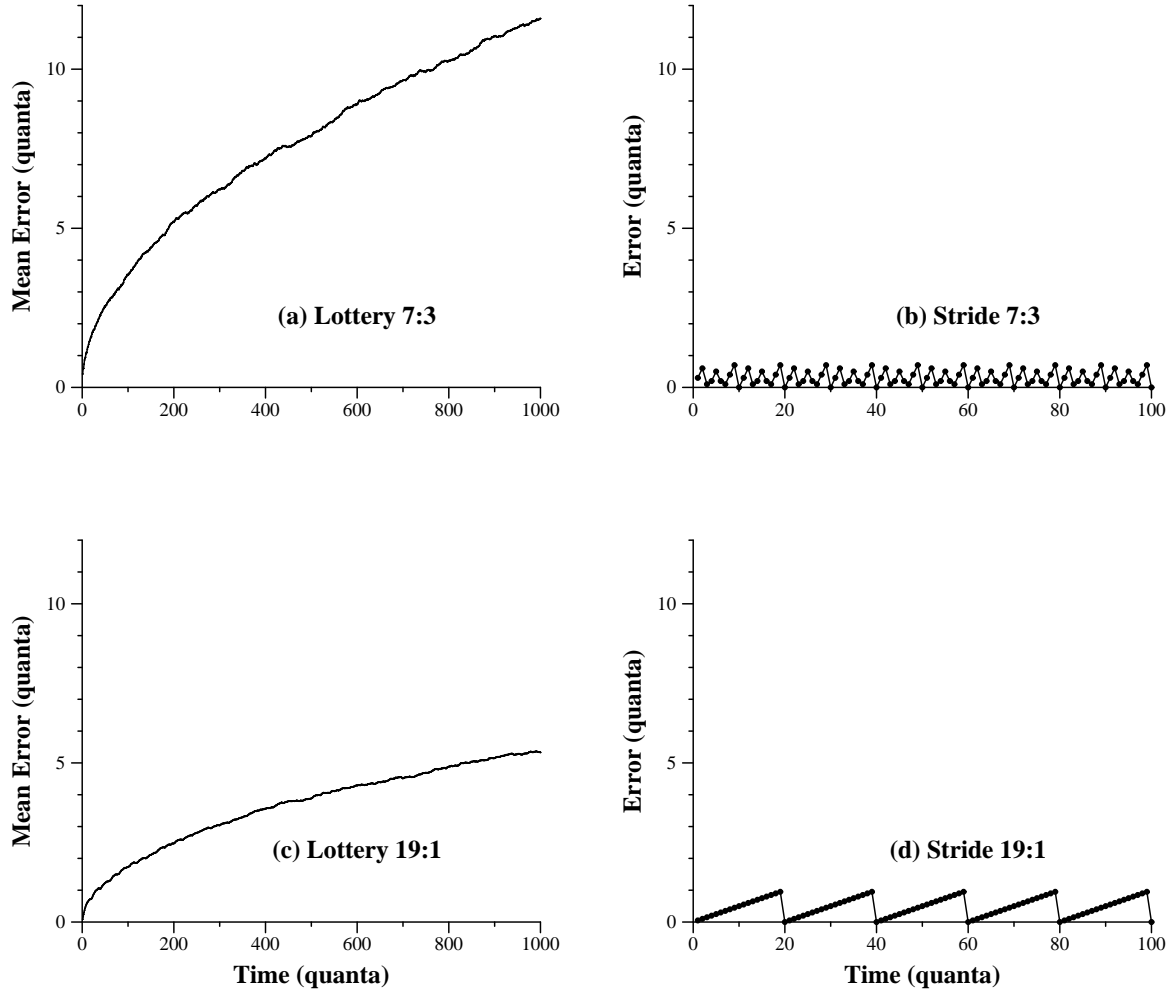 Mean Error (quanta)
10
5
0
0 200 400 600 800 1000
(a) Lottery 7:3
Error (quanta)
10
5
0
0 20 40 60 80 100
(b) Stride 7:3
Mean Error (quanta)
10
5
0
0 200 400 600 800 1000
Time (quanta)
(c) Lottery 19:1
Error (quanta)
10
5
0
0 20 40 60 80 100
Time (quanta)
(d) Stride 19:1